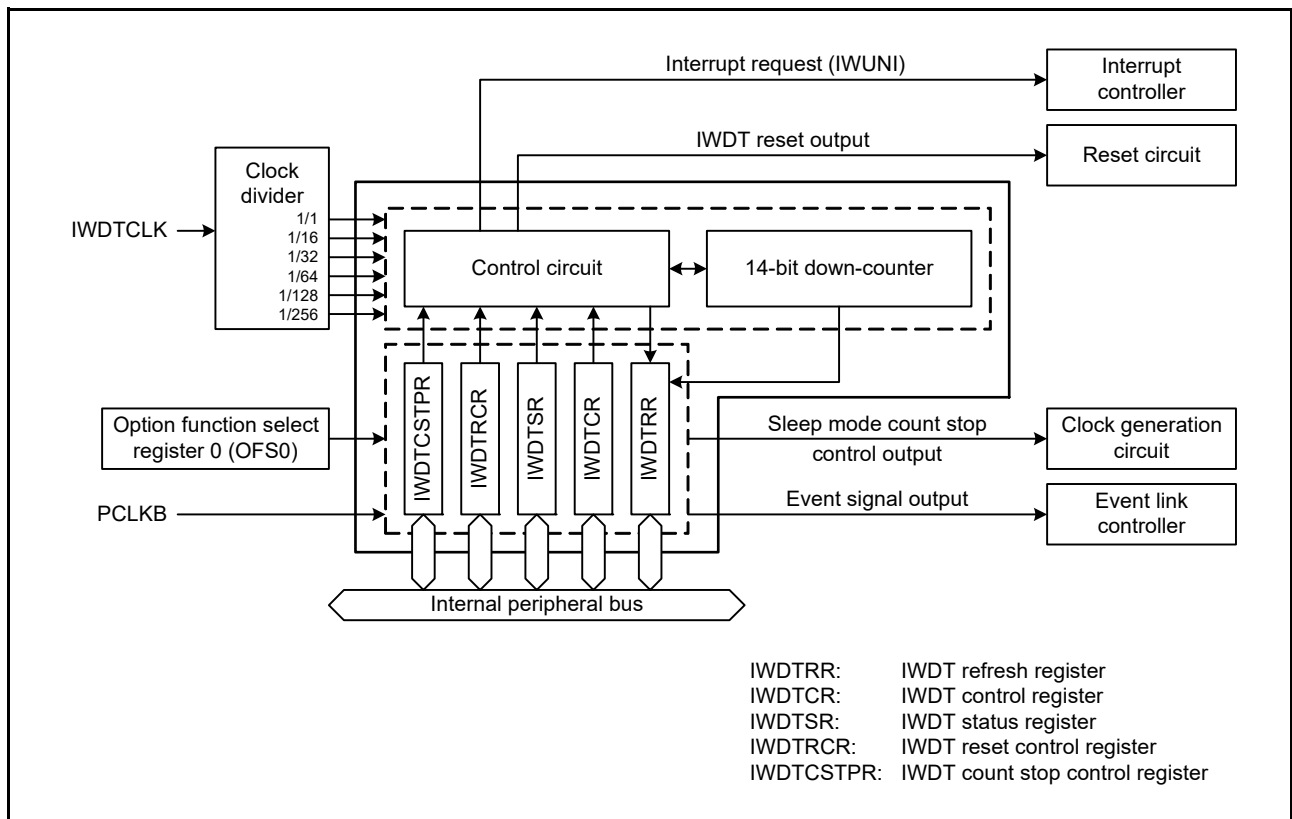 Interrupt request (IWUNI)
Interrupt
controller
IWDT reset output
Reset circuit
Clock
divider
IWDTCLK
1/1
1/16
1/32
1/64
1/128
1/256
Control circuit
14-bit down-counter
Option function select
register 0 (OFS0)
PCLKB
IWDTCSTPR
IWDTRCR
IWDTSR
IWDTCR
IWDTRR
Sleep mode count stop
control output
Clock generation
circuit
Event signal output
Event link
controller
Internal peripheral bus
IWDTRR: IWDT refresh register
IWDTCR: IWDT control register
IWDTSR: IWDT status register
IWDTRCR: IWDT reset control register
IWDTCSTPR: IWDT count stop control register